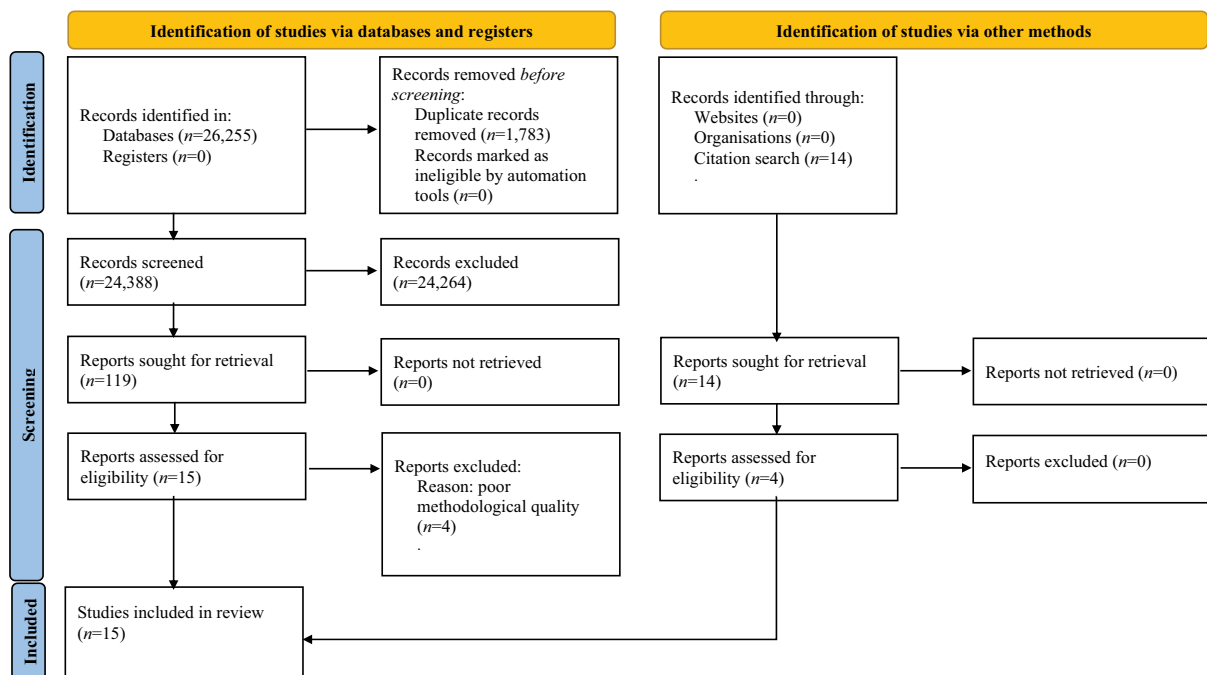 Identification of studies via databases and registers
Identification of studies via other methods
Identification
Records identified in:
Databases (n=26,255)
Registers (n=0)
Records removed before
screening:
Duplicate records
removed (n=1,783)
Records marked as
ineligible by automation
tools (n=0)
Records identified through:
Websites (n=0)
Organisations (n=0)
Citation search (n=14)
.
Screening
Records screened
(n=24,388)
Records excluded
(n=24,264)
Reports sought for retrieval
(n=119)
Reports not retrieved
(n=0)
Reports sought for retrieval
(n=14)
Reports not retrieved (n=0)
Reports assessed for
eligibility (n=15)
Reports excluded:
Reason: poor
methodological quality
(n=4)
.
Reports assessed for
eligibility (n=4)
Reports excluded (n=0)
Included
Studies included in review
(n=15)